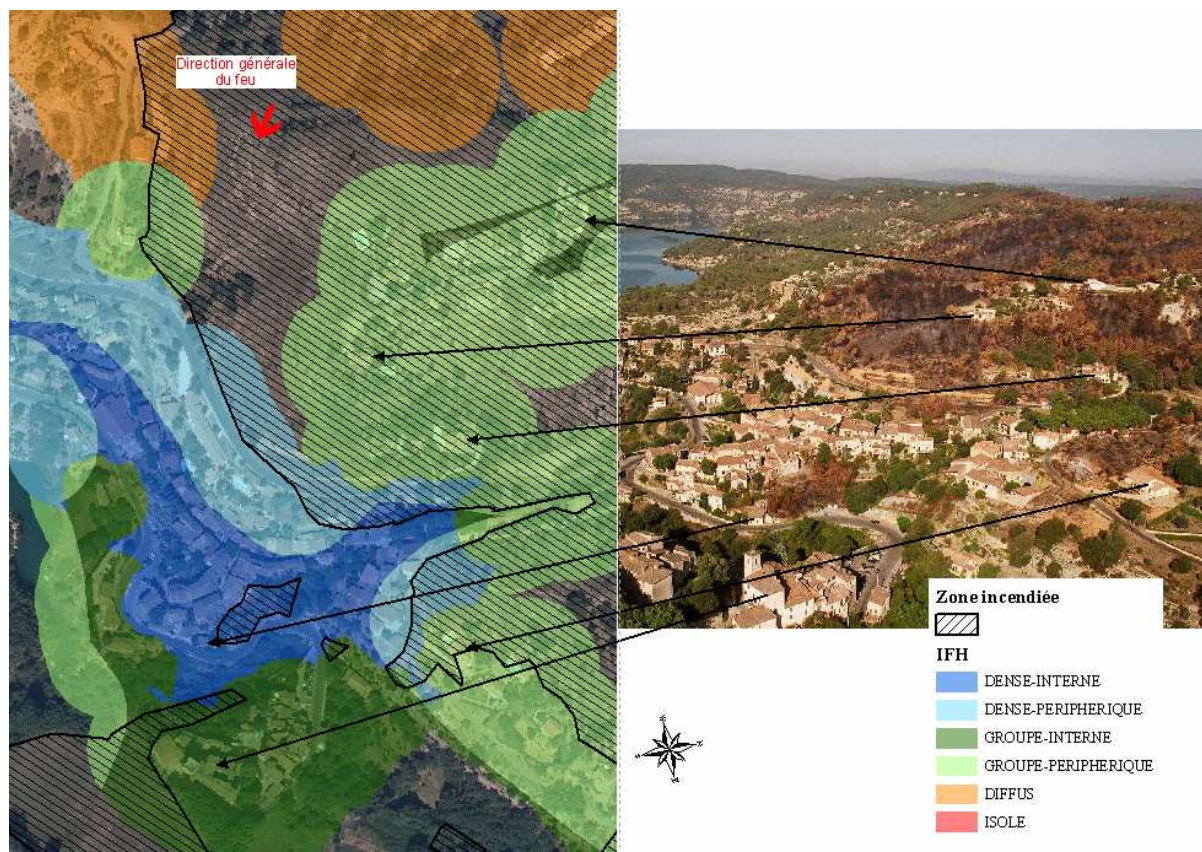 Direction générale
du feu
Zone incendiée
IFH
DENSE-INTERNE
DENSE-PERIPHERIQUE
GROUPE-INTERNE
GROUPE-PERIPHERIQUE
DIFFUS
ISOLE